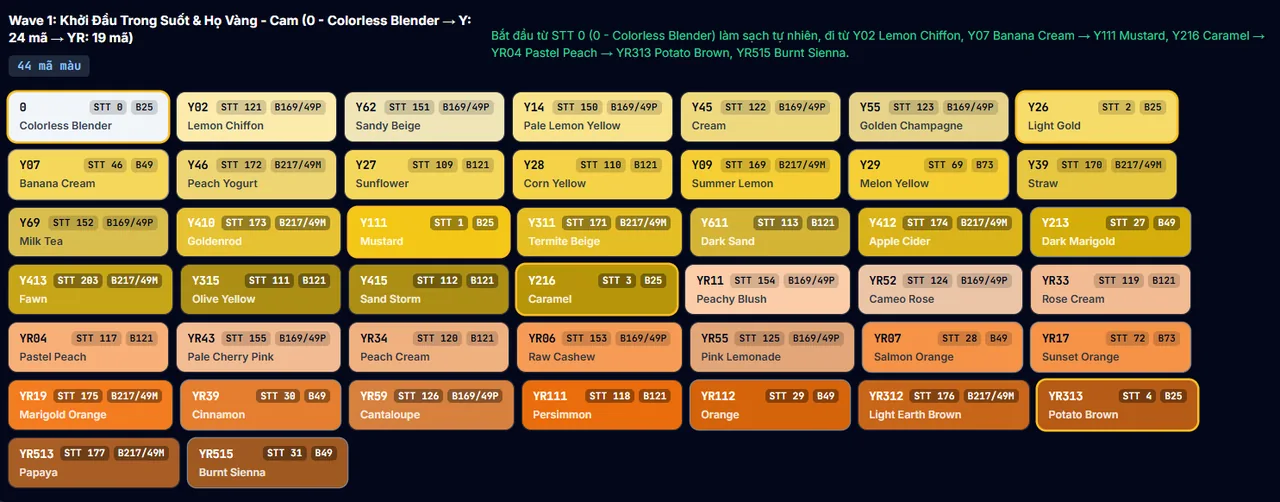 Wave 1: Khởi Đầu Trong Suốt & Họ Vàng - Cam (0 - Colorless Blender → Y:
24 mã → YR: 19 mã)
44 mã màu
Bắt đầu từ STT 0 (0 - Colorless Blender) làm sạch tự nhiên, đi từ Y02 Lemon Chiffon, Y07 Banana Cream → Y111 Mustard, Y216 Caramel →
YR04 Pastel Peach → YR313 Potato Brown, YR515 Burnt Sienna.
0 STT 0 B25
Colorless Blender
Y02 STT 121 B169/49P
Lemon Chiffon
Y62 STT 151 B169/49P
Sandy Beige
Y14 STT 150 B169/49P
Pale Lemon Yellow
Y45 STT 122 B169/49P
Cream
Y55 STT 123 B169/49P
Golden Champagne
Y26 STT 2 B25
Light Gold
Y07 STT 46 B49
Banana Cream
Y46 STT 172 B217/49M
Peach Yogurt
Y27 STT 109 B121
Sunflower
Y28 STT 110 B121
Corn Yellow
Y09 STT 169 B217/49M
Summer Lemon
Y29 STT 69 B73
Melon Yellow
Y39 STT 170 B217/49M
Straw
Y69 STT 152 B169/49P
Milk Tea
Y410 STT 173 B217/49M
Goldenrod
Y111 STT 1 B25
Mustard
Y311 STT 171 B217/49M
Termite Beige
Y611 STT 113 B121
Dark Sand
Y412 STT 174 B217/49M
Apple Cider
Y213 STT 27 B49
Dark Marigold
Y413 STT 203 B217/49M
Fawn
Y315 STT 111 B121
Olive Yellow
Y415 STT 112 B121
Sand Storm
Y216 STT 3 B25
Caramel
YR11 STT 154 B169/49P
Peachy Blush
YR52 STT 124 B169/49P
Cameo Rose
YR33 STT 119 B121
Rose Cream
YR04 STT 117 B121
Pastel Peach
YR43 STT 155 B169/49P
Pale Cherry Pink
YR34 STT 120 B121
Peach Cream
YR06 STT 153 B169/49P
Raw Cashew
YR55 STT 125 B169/49P
Pink Lemonade
YR07 STT 28 B49
Salmon Orange
YR17 STT 72 B73
Sunset Orange
YR19 STT 175 B217/49M
Marigold Orange
YR39 STT 30 B49
Cinnamon
YR59 STT 126 B169/49P
Cantaloupe
YR111 STT 118 B121
Persimmon
YR112 STT 29 B49
Orange
YR312 STT 176 B217/49M
Light Earth Brown
YR313 STT 4 B25
Potato Brown
YR513 STT 177 B217/49M
Papaya
YR515 STT 31 B49
Burnt Sienna